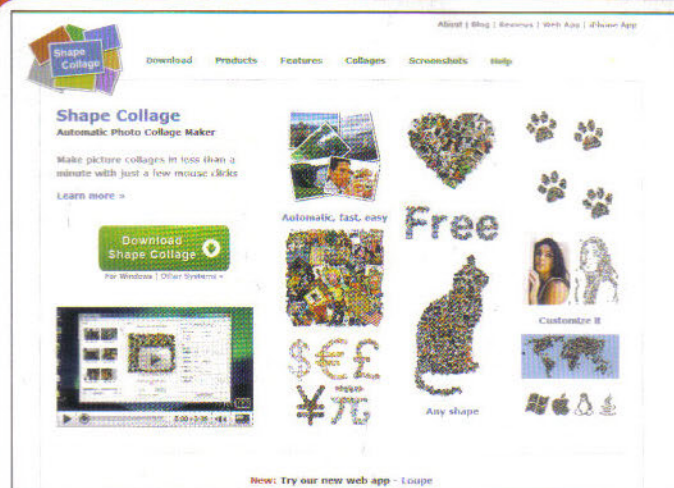 About | Blog | Reviews | Web App | iPhone App
Shape
Collage
Download Products Features Collages Screenshots Help
Shape Collage
Automatic Photo Collage Maker
Make picture collages in less than a
minute with just a few mouse clicks
Learn more »
Download
Shape Collage
For Windows | Other Systems »
Automatic, fast, easy
Free
$€£
¥π
Any shape
Customize it
New: Try our new web app - Loupe